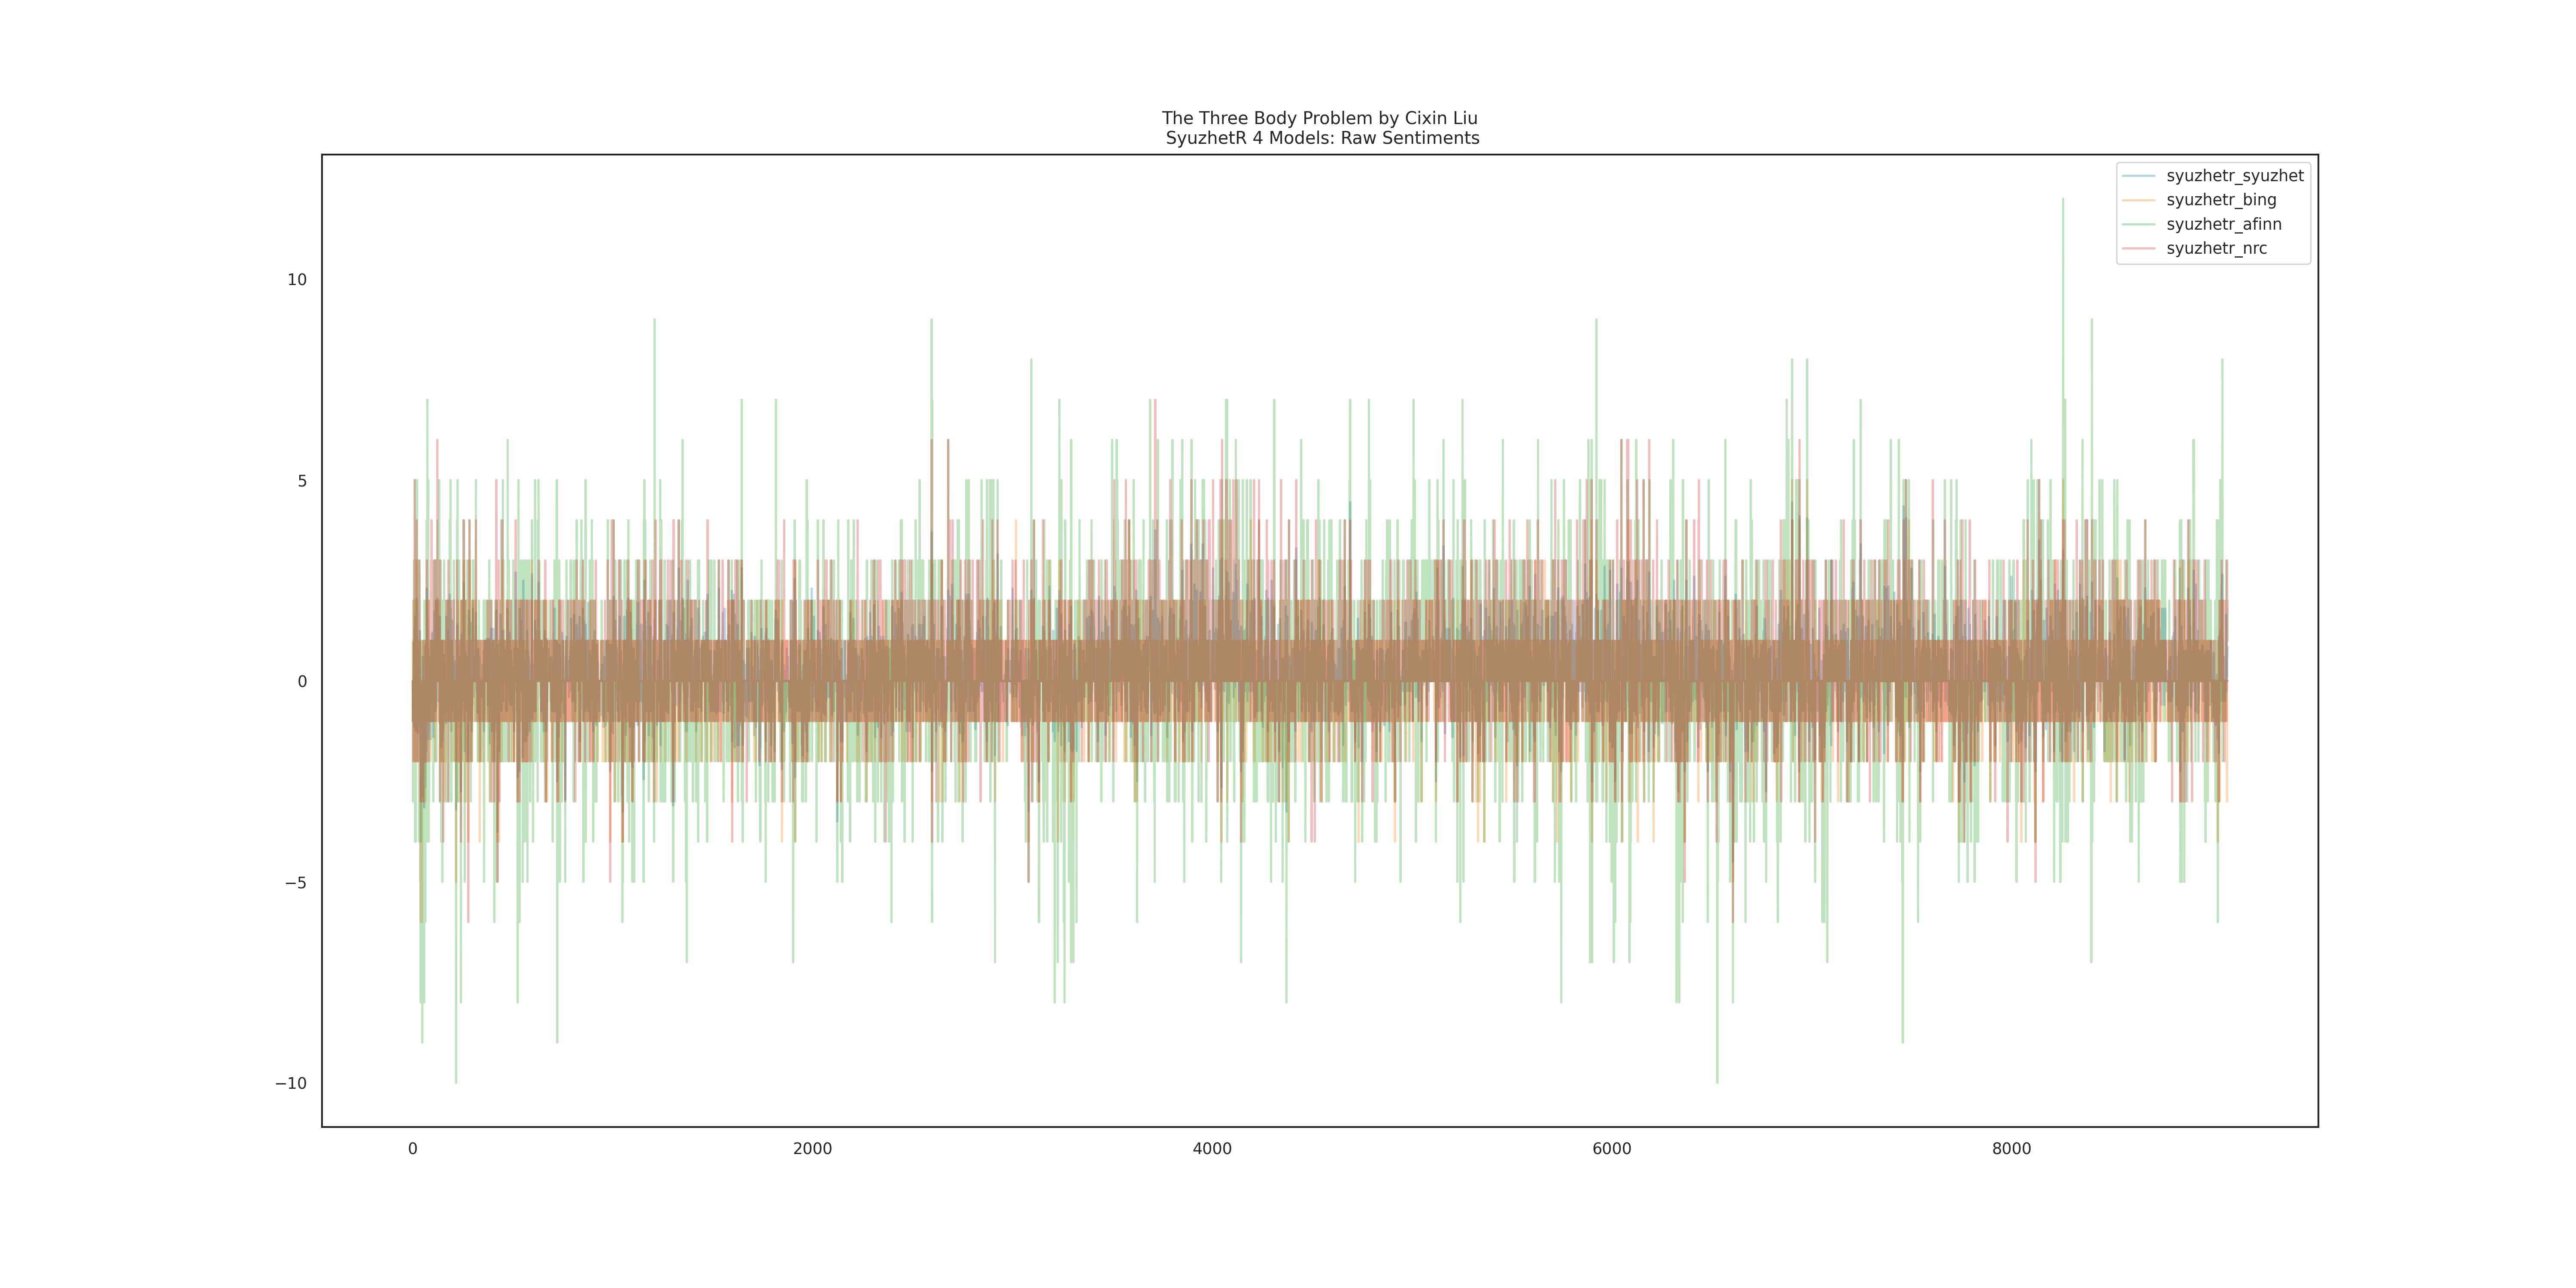 The Three Body Problem by Cixin Liu
SyuzhetR 4 Models: Raw Sentiments
syuzhetr_syuzhet
syuzhetr_bing
syuzhetr_afinn
syuzhetr_nrc
10
5
0
−5
−10
0 2000 4000 6000 8000